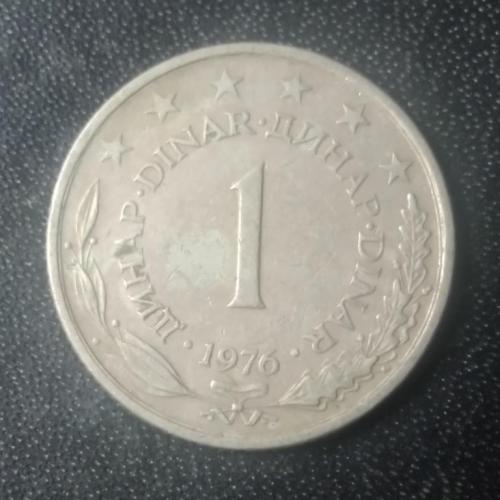 ДИНАР · DINAR · ДИНАР · DINAR
1
· 1976 ·